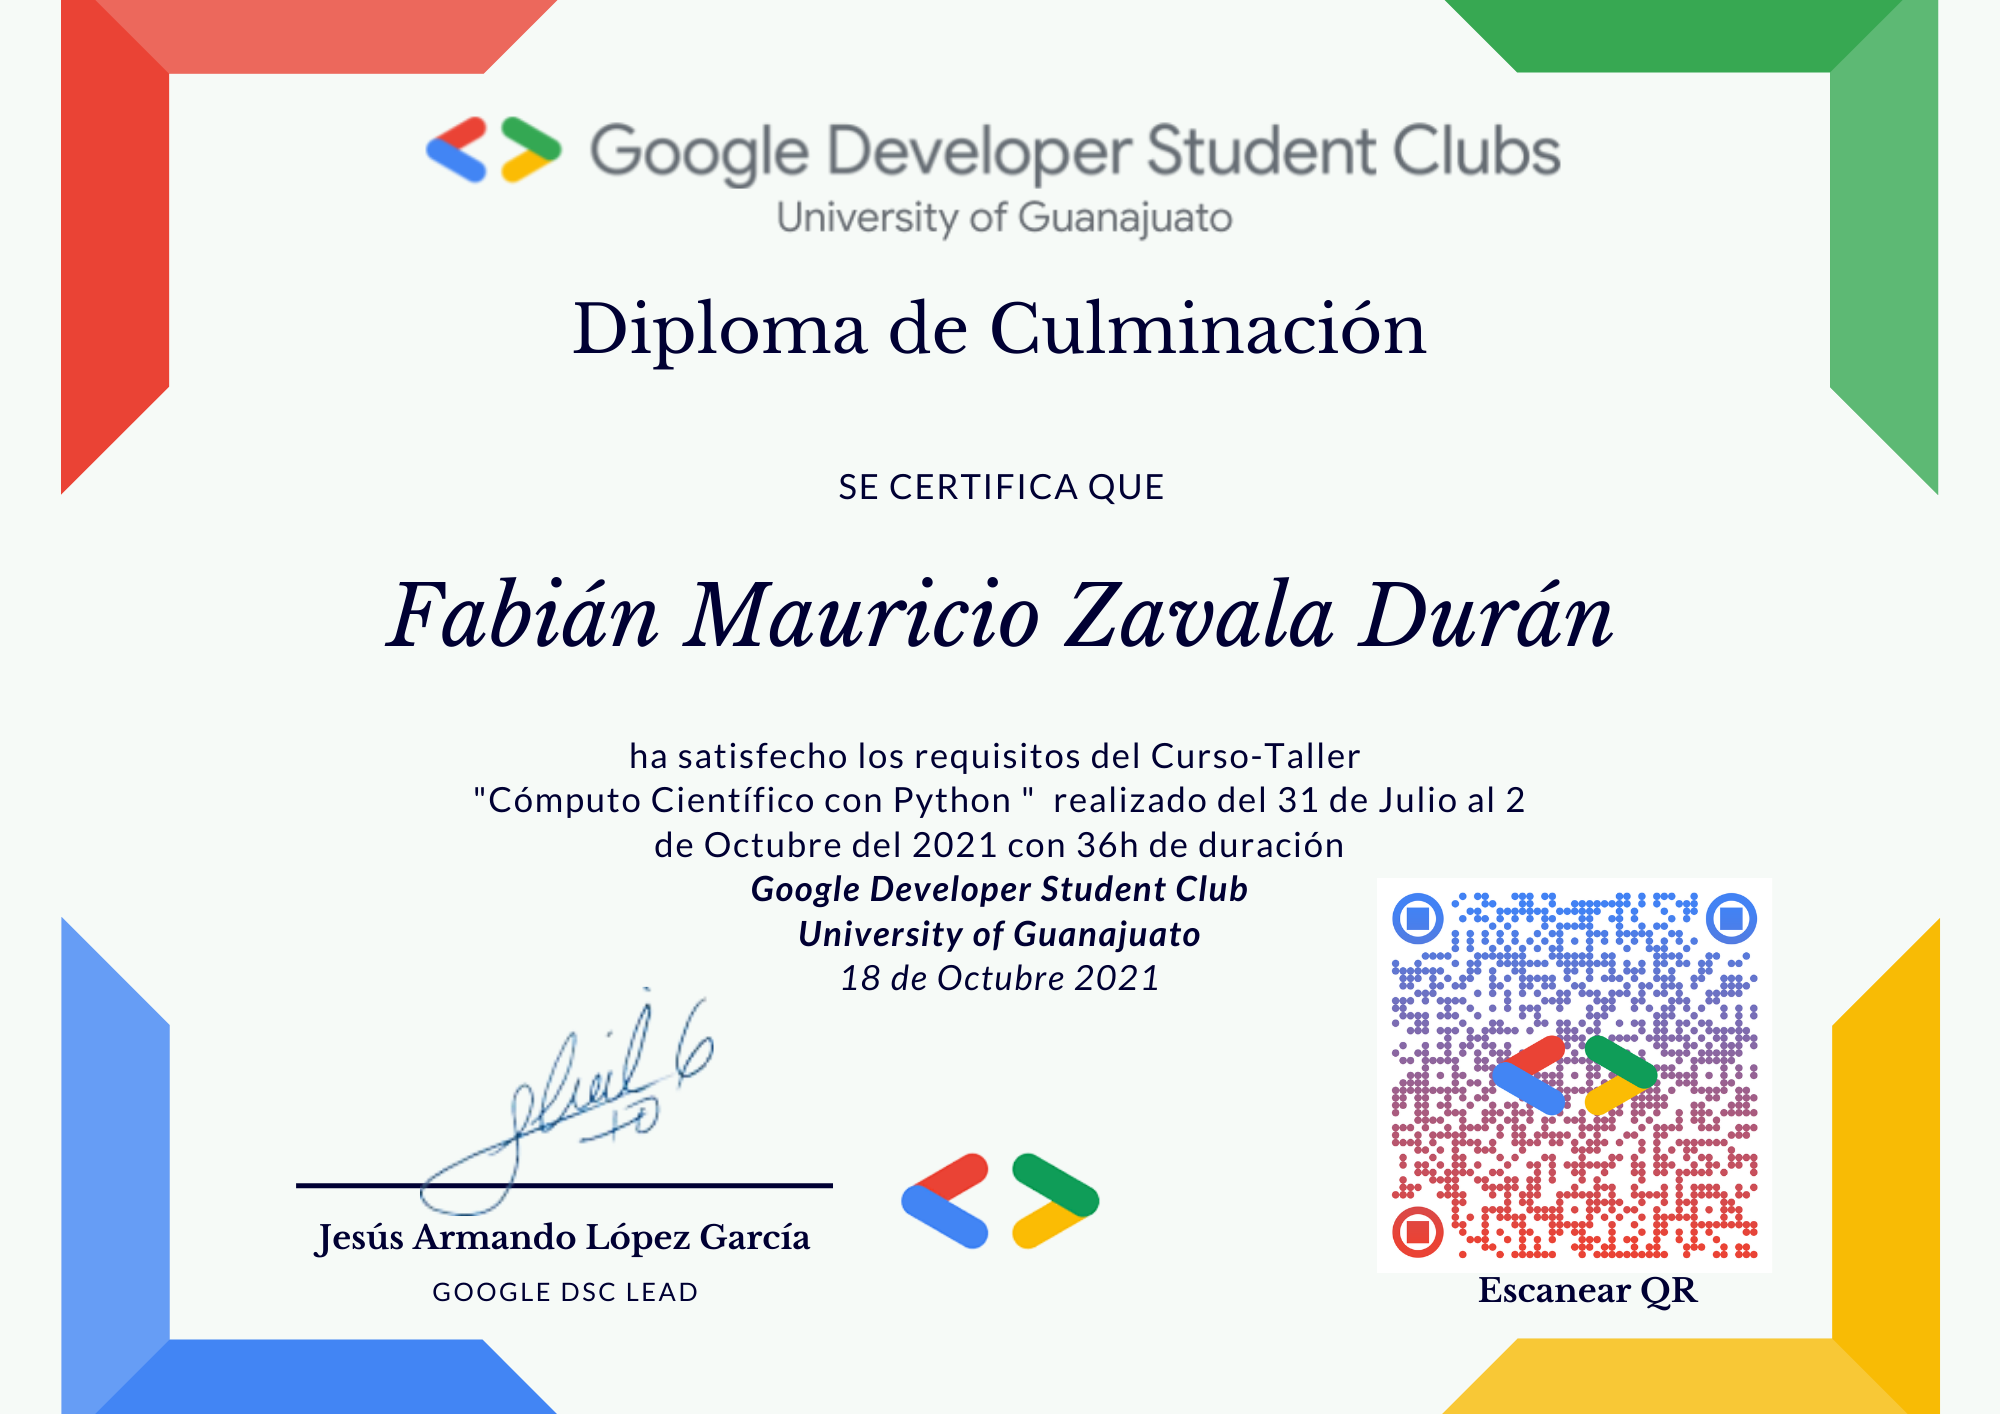 Google Developer Student Clubs
University of Guanajuato
Diploma de Culminación
SE CERTIFICA QUE
Fabián Mauricio Zavala Durán
ha satisfecho los requisitos del Curso-Taller
"Cómputo Científico con Python "  realizado del 31 de Julio al 2
de Octubre del 2021 con 36h de duración
Google Developer Student Club
University of Guanajuato
18 de Octubre 2021
Jesús Armando López García
GOOGLE DSC LEAD
Escanear QR